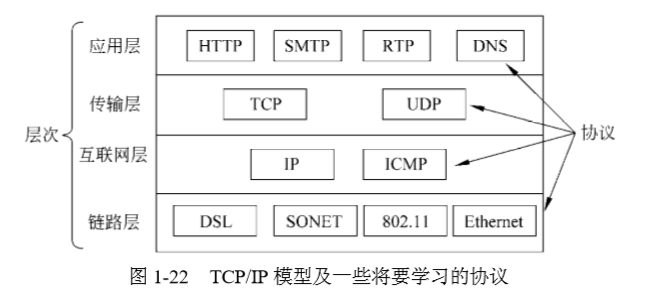 应用层 HTTP SMTP RTP DNS
传输层 TCP UDP
层次
协议
互联网层 IP ICMP
链路层 DSL SONET 802.11 Ethernet
图 1-22 TCP/IP 模型及一些将要学习的协议